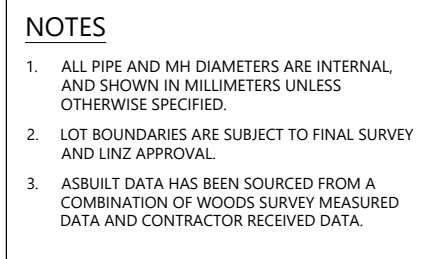 NOTES
1. ALL PIPE AND MH DIAMETERS ARE INTERNAL,
AND SHOWN IN MILLIMETERS UNLESS
OTHERWISE SPECIFIED.
2. LOT BOUNDARIES ARE SUBJECT TO FINAL SURVEY
AND LINZ APPROVAL.
3. ASBUILT DATA HAS BEEN SOURCED FROM A
COMBINATION OF WOODS SURVEY MEASURED
DATA AND CONTRACTOR RECEIVED DATA.